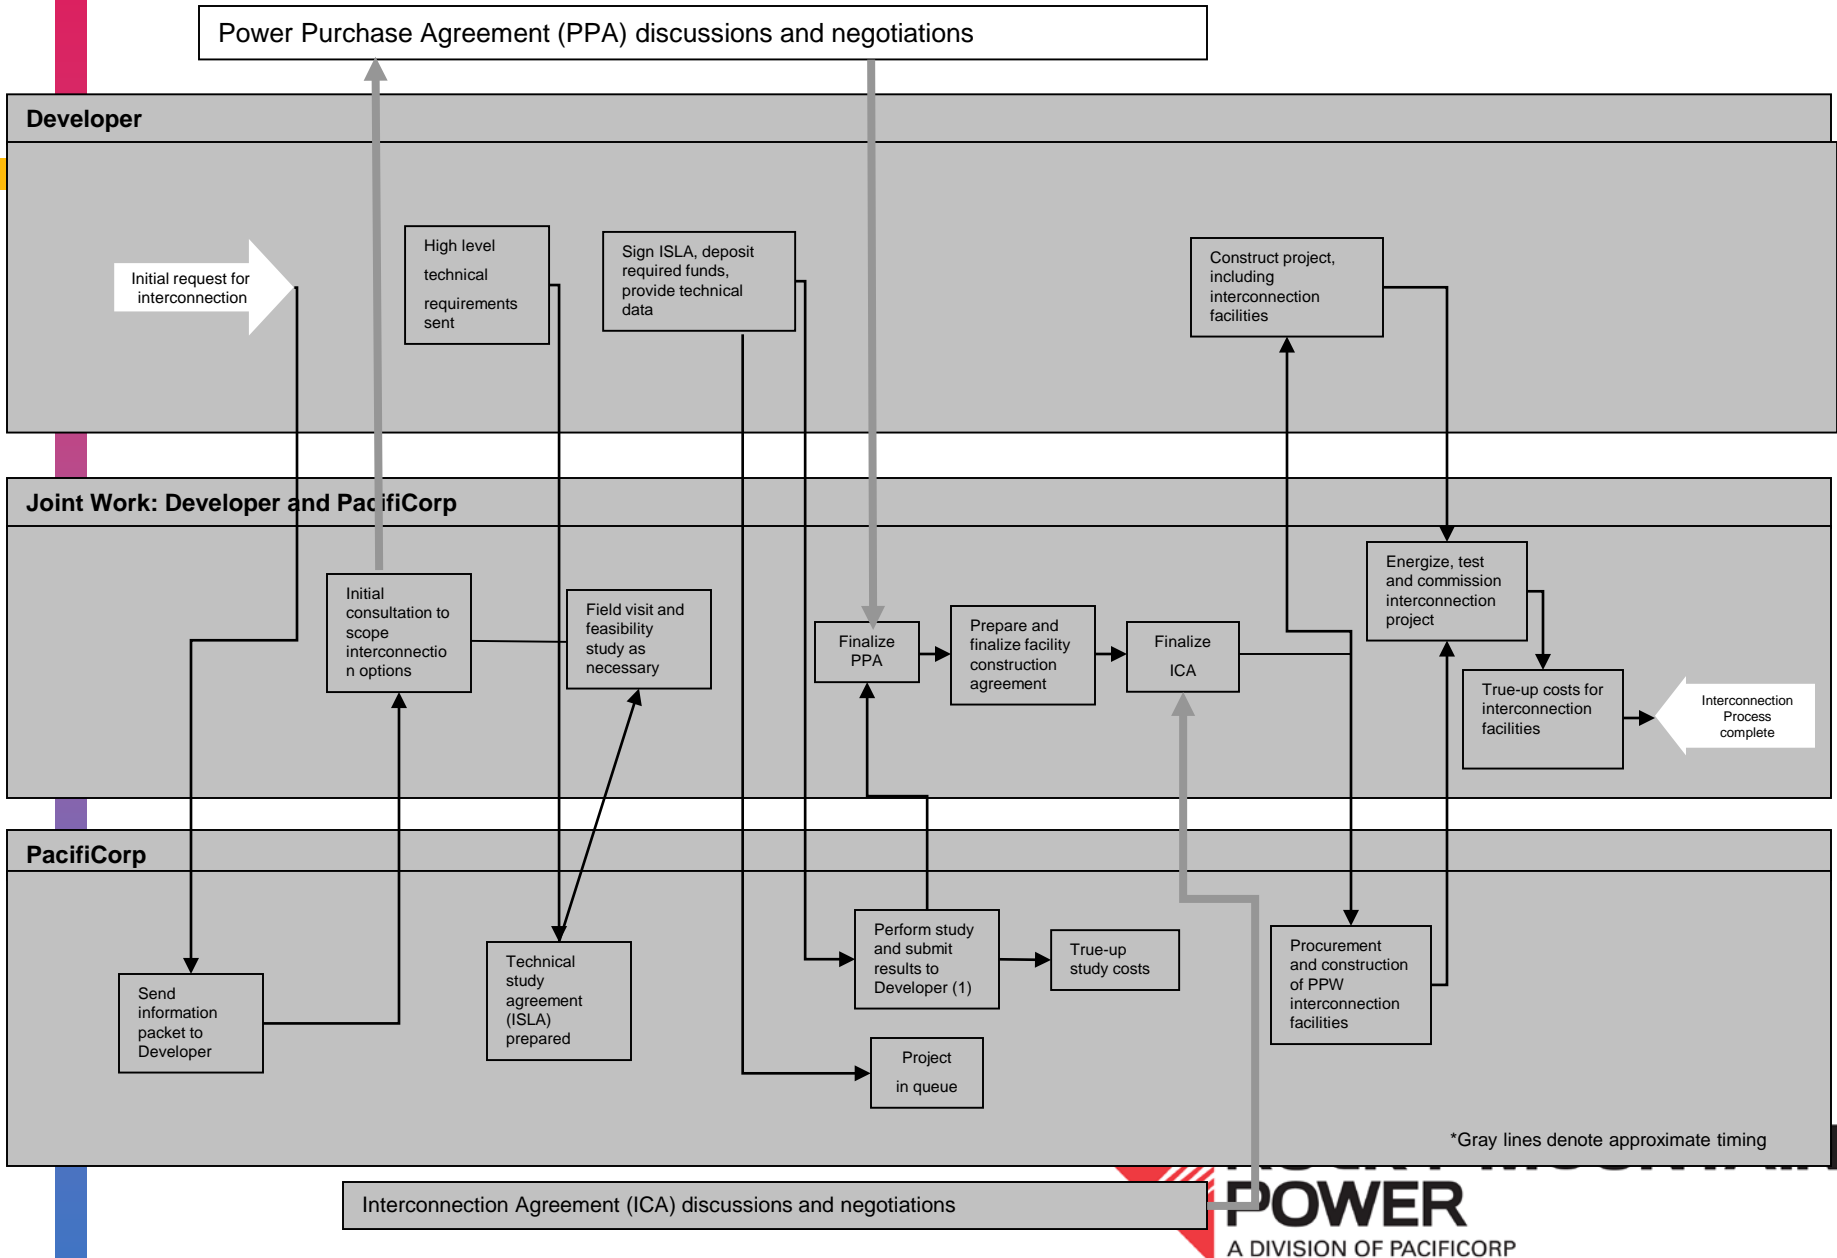 Power Purchase Agreement (PPA) discussions and negotiations
Developer
Initial request for
interconnection
High level
technical
requirements
sent
Sign ISLA, deposit
required funds,
provide technical
data
Construct project,
including
interconnection
facilities
Joint Work: Developer and PacifiCorp
Initial
consultation to
scope
interconnectio
n options
Field visit and
feasibility
study as
necessary
Finalize
PPA
Prepare and
finalize facility
construction
agreement
Finalize
ICA
Energize, test
and commission
interconnection
project
True-up costs for
interconnection
facilities
Interconnection
Process
complete
PacifiCorp
Send
information
packet to
Developer
Technical
study
agreement
(ISLA)
prepared
Perform study
and submit
results to
Developer (1)
True-up
study costs
Project
in queue
Procurement
and construction
of PPW
interconnection
facilities
*Gray lines denote approximate timing
Interconnection Agreement (ICA) discussions and negotiations
ROCKY MOUNTAIN
POWER
A DIVISION OF PACIFICORP